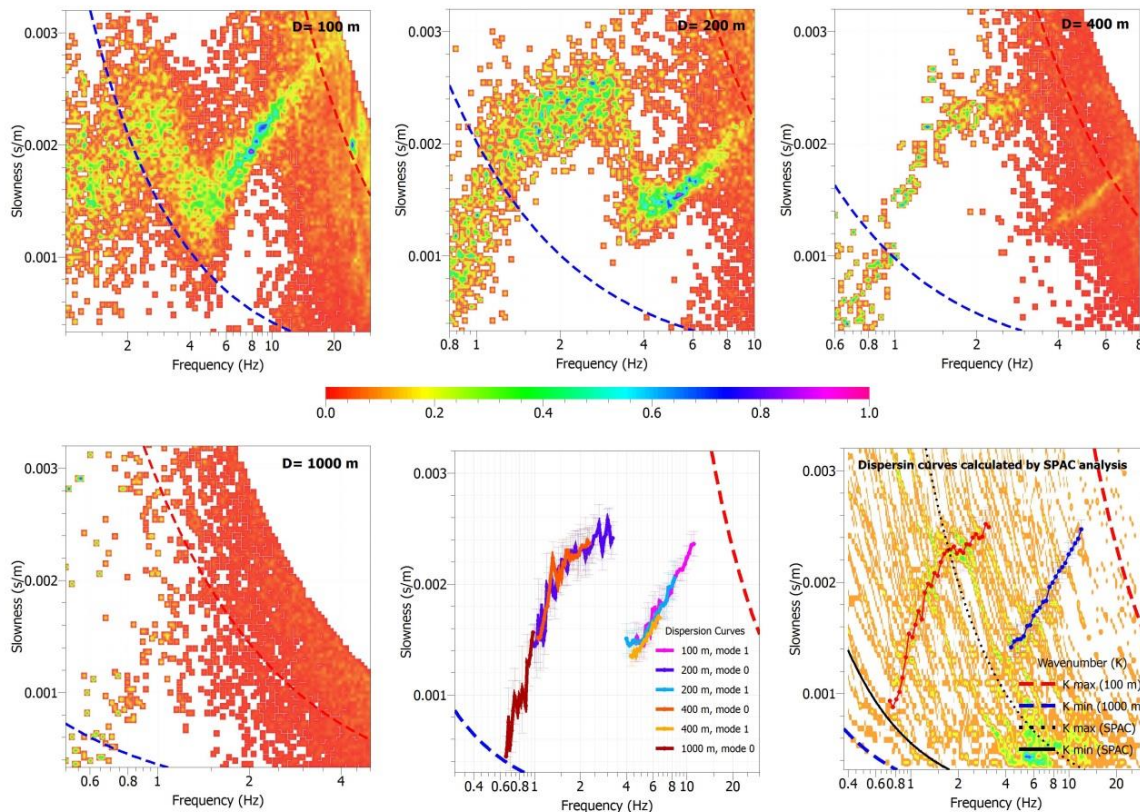 D= 100 m
0.003
0.002
0.001
Slowness (s/m)
2 4 6 8 10 20
Frequency (Hz)
D= 200 m
0.003
0.002
0.001
Slowness (s/m)
0.8 1 2 4 6 8 10
Frequency (Hz)
D= 400 m
0.003
0.002
0.001
Slowness (s/m)
0.6 0.8 1 2 4 6 8
Frequency (Hz)
0.0 0.2 0.4 0.6 0.8 1.0
D= 1000 m
0.003
0.002
0.001
Slowness (s/m)
0.6 0.8 1 2 4
Frequency (Hz)
0.003
0.002
0.001
Slowness (s/m)
Dispersion Curves
100 m, mode 1
200 m, mode 0
200 m, mode 1
400 m, mode 0
400 m, mode 1
1000 m, mode 0
0.4 0.60.81 2 4 6 8 10 20
Frequency (Hz)
Dispersin curves calculated by SPAC analysis
0.003
0.002
0.001
Slowness (s/m)
Wavenumber (K)
K max (100 m)
K min (1000 m)
K max (SPAC)
K min (SPAC)
0.4 0.60.81 2 4 6 8 10 20
Frequency (Hz)